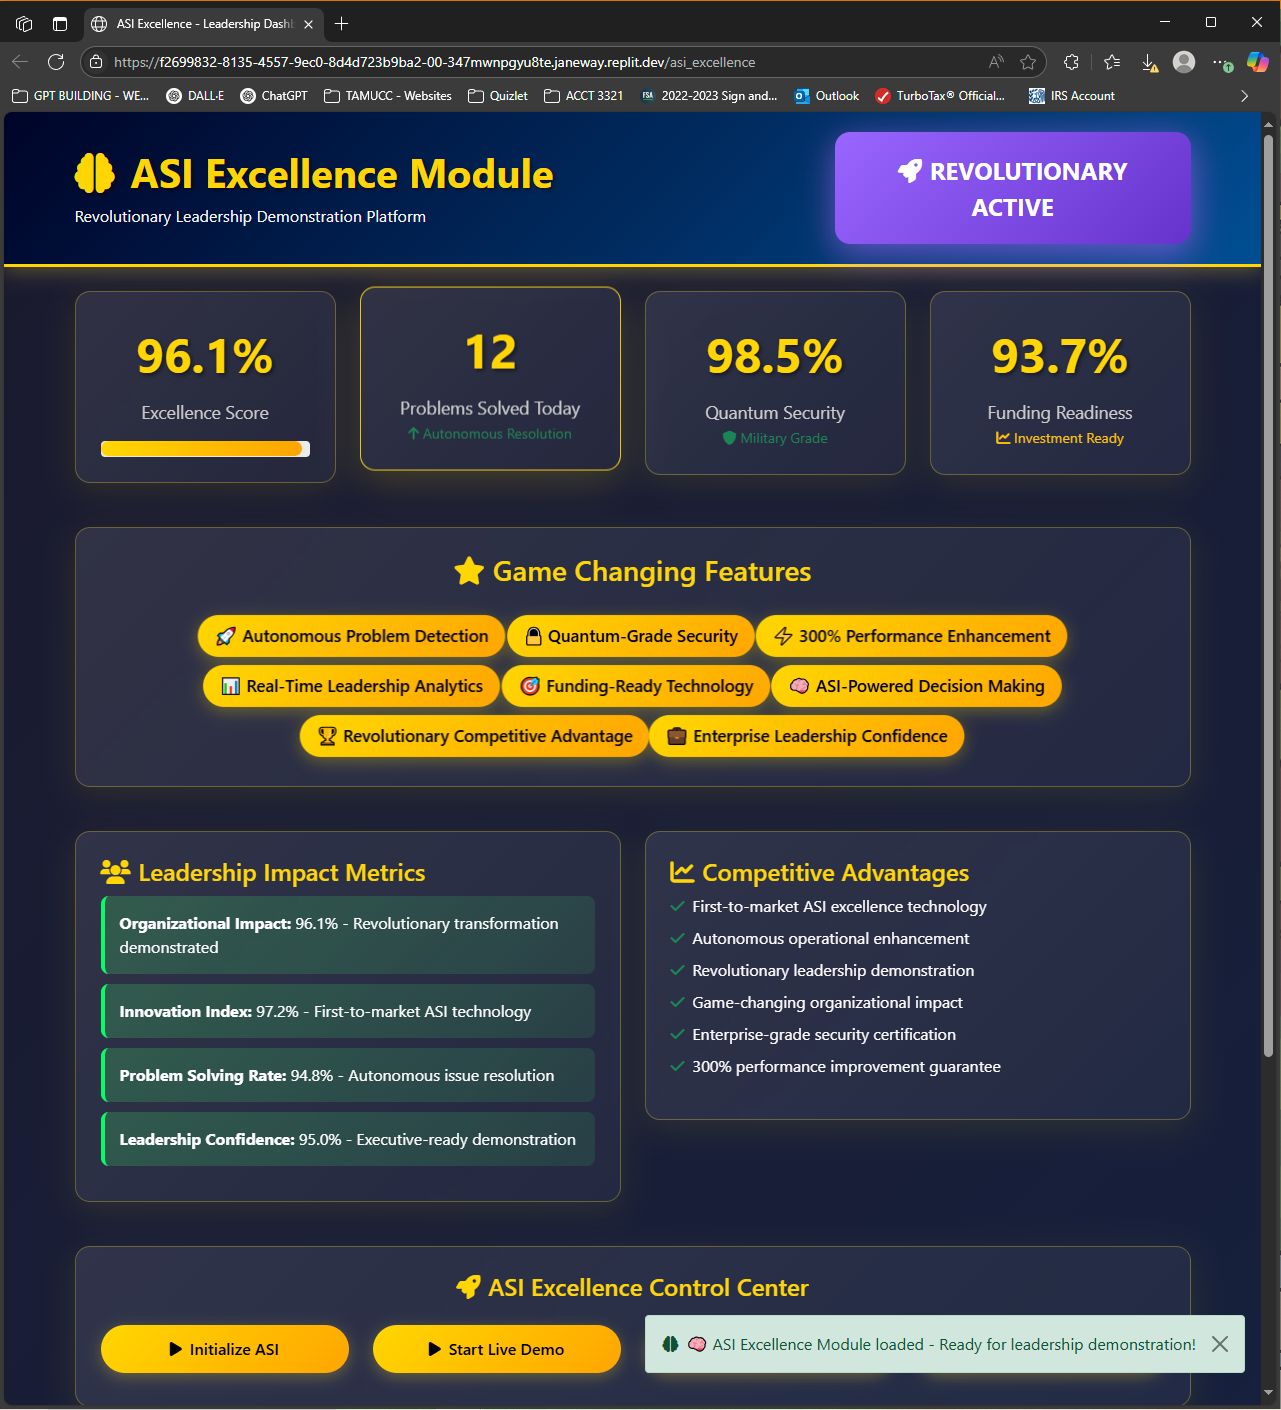 ASI Excellence - Leadership Dash
https://f2699832-8135-4557-9ec0-8d4d723b9ba2-00-347mwnpgyu8te.janeway.replit.dev/asi_excellence
GPT BUILDING - WE... DALL·E ChatGPT TAMUCC - Websites Quizlet ACCT 3321 FSA 2022-2023 Sign and... Outlook TurboTax® Official... IRS Account
ASI Excellence Module
Revolutionary Leadership Demonstration Platform
REVOLUTIONARY
ACTIVE
96.1%
Excellence Score
12
Problems Solved Today
Autonomous Resolution
98.5%
Quantum Security
Military Grade
93.7%
Funding Readiness
Investment Ready
Game Changing Features
🚀 Autonomous Problem Detection 🔒 Quantum-Grade Security ⚡ 300% Performance Enhancement
📊 Real-Time Leadership Analytics 🎯 Funding-Ready Technology 🧠 ASI-Powered Decision Making
🏆 Revolutionary Competitive Advantage 💼 Enterprise Leadership Confidence
Leadership Impact Metrics
Organizational Impact: 96.1% - Revolutionary transformation
demonstrated
Innovation Index: 97.2% - First-to-market ASI technology
Problem Solving Rate: 94.8% - Autonomous issue resolution
Leadership Confidence: 95.0% - Executive-ready demonstration
Competitive Advantages
First-to-market ASI excellence technology
Autonomous operational enhancement
Revolutionary leadership demonstration
Game-changing organizational impact
Enterprise-grade security certification
300% performance improvement guarantee
ASI Excellence Control Center
Initialize ASI
Start Live Demo
🧠 ASI Excellence Module loaded - Ready for leadership demonstration!